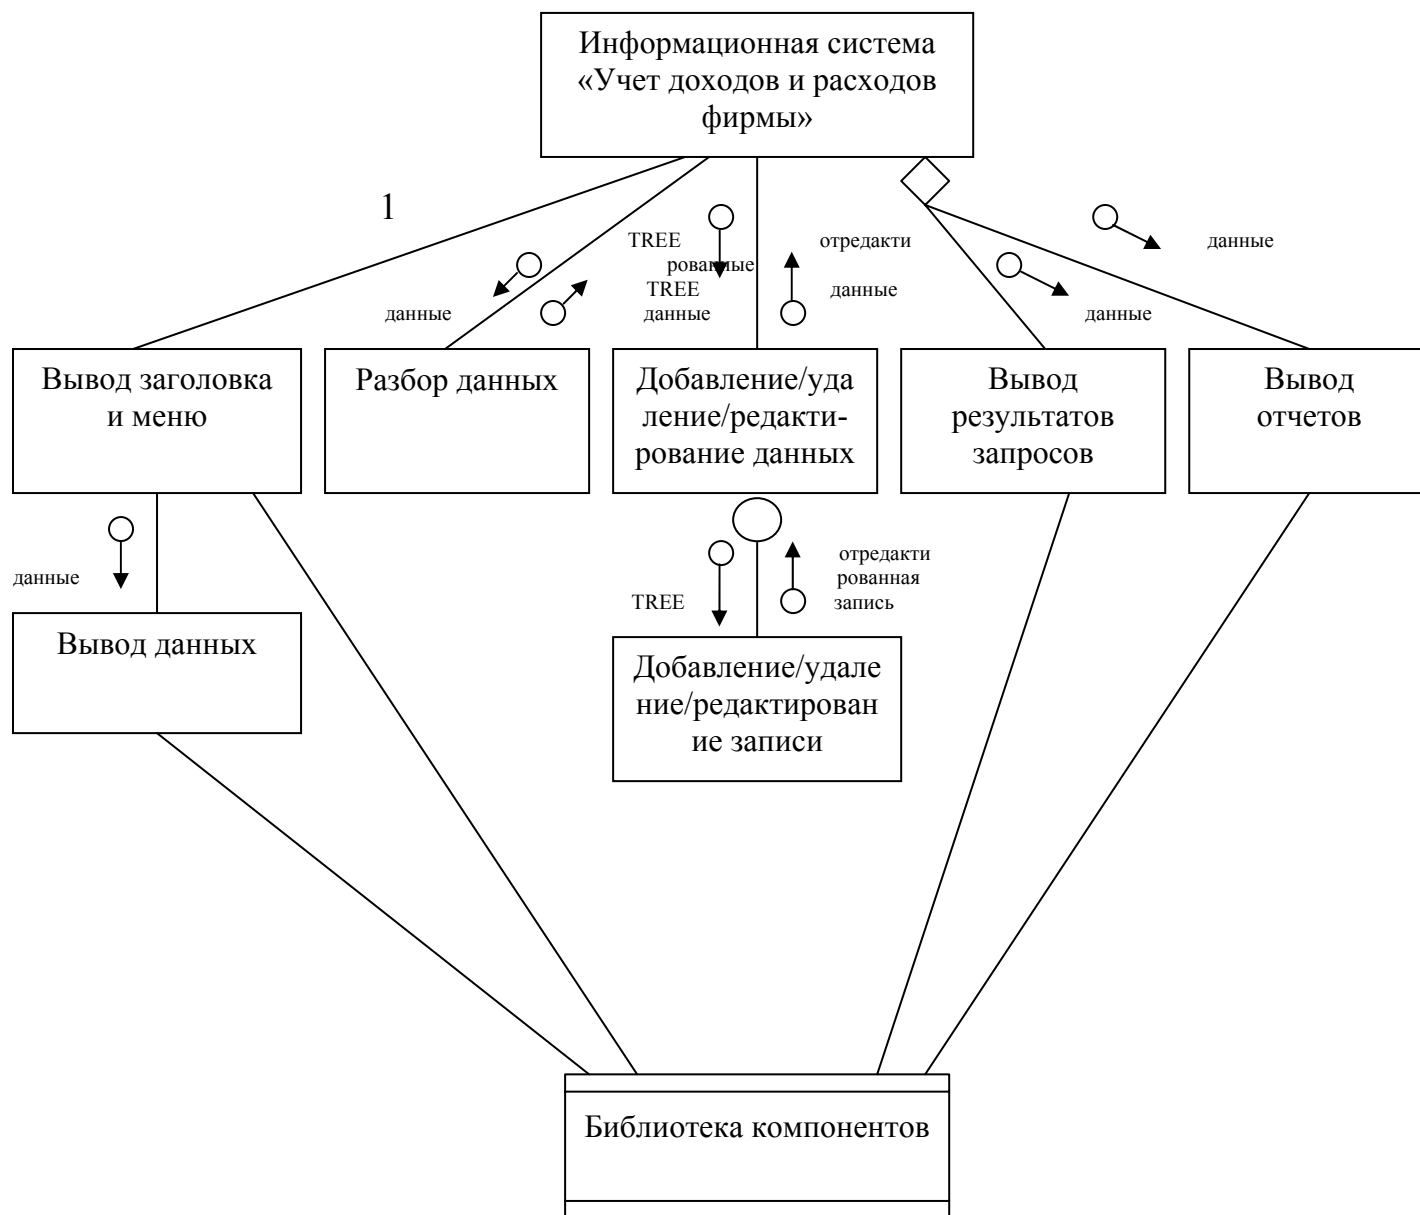 Информационная система
«Учет доходов и расходов
фирмы»
1
TREE
отредакти
данные
рованные
TREE
данные
данные
данные
данные
Вывод заголовка
и меню
Разбор данных
Добавление/уда
ление/редакти-
рование данных
Вывод
результатов
запросов
Вывод
отчетов
данные
TREE
отредакти
рованная
запись
Вывод данных
Добавление/удале
ние/редактирован
ие записи
Библиотека компонентов